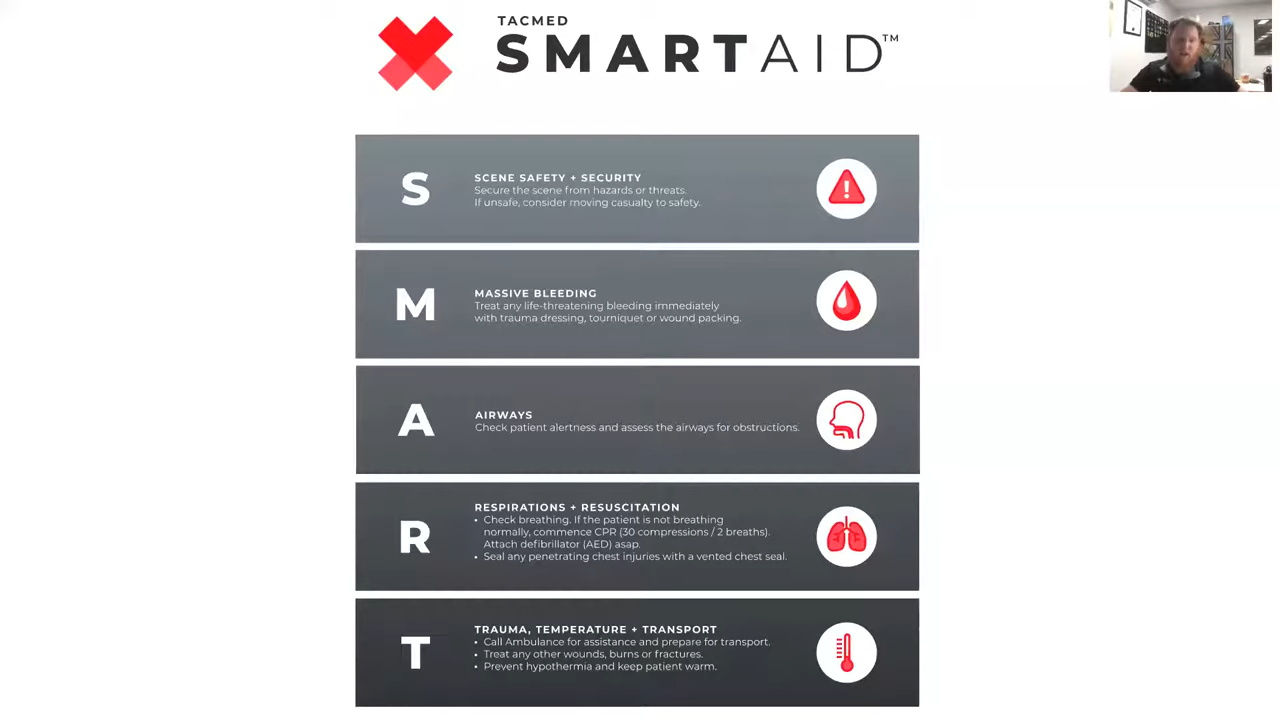 TACMED
SMARTAID™
S
SCENE SAFETY + SECURITY
Secure the scene from hazards or threats.
If unsafe, consider moving casualty to safety.
M
MASSIVE BLEEDING
Treat any life-threatening bleeding immediately
with trauma dressing, tourniquet or wound packing.
A
AIRWAYS
Check patient alertness and assess the airways for obstructions.
R
RESPIRATIONS + RESUSCITATION
• Check breathing. If the patient is not breathing
normally, commence CPR (30 compressions / 2 breaths).
Attach defibrillator (AED) asap.
• Seal any penetrating chest injuries with a vented chest seal.
T
TRAUMA, TEMPERATURE + TRANSPORT
• Call Ambulance for assistance and prepare for transport.
• Treat any other wounds, burns or fractures.
• Prevent hypothermia and keep patient warm.